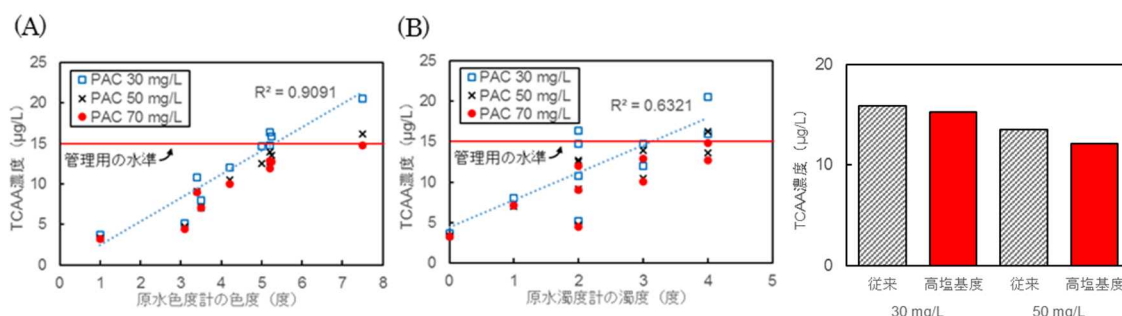 (A)
TCAA濃度（μg/L）
25
20
15
10
5
0
PAC 30 mg/L
PAC 50 mg/L
PAC 70 mg/L
R² = 0.9091
管理用の水準
0 1 2 3 4 5 6 7 8
原水色度計の色度（度）
(B)
TCAA濃度（μg/L）
25
20
15
10
5
0
PAC 30 mg/L
PAC 50 mg/L
PAC 70 mg/L
R² = 0.6321
管理用の水準
0 1 2 3 4 5
原水濁度計の濁度（度）
TCAA濃度（μg/L）
20
10
0
従来 高塩基度 従来 高塩基度
30 mg/L 50 mg/L